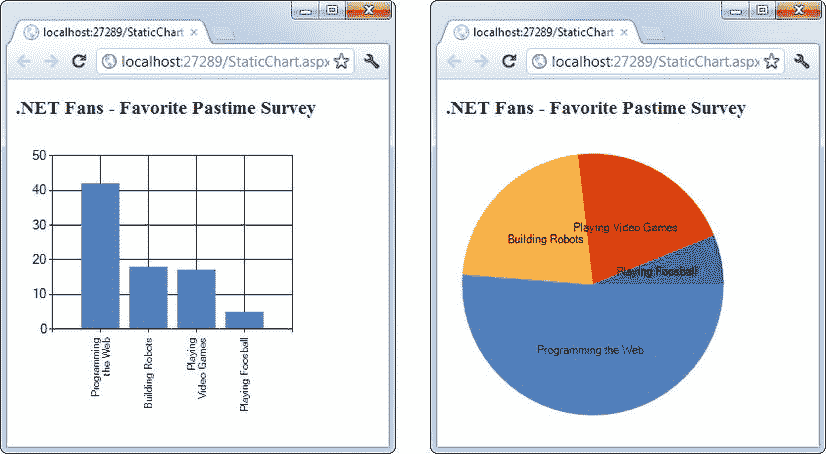 localhost:27289/StaticChart.a
localhost:27289/StaticChart.aspx
.NET Fans - Favorite Pastime Survey
50
40
30
20
10
0
Programming
the Web
Building Robots
Playing
Video Games
Playing Foosball
localhost:27289/StaticChart.a
localhost:27289/StaticChart.aspx
.NET Fans - Favorite Pastime Survey
Playing Video Games
Building Robots
Playing Foosball
Programming the Web